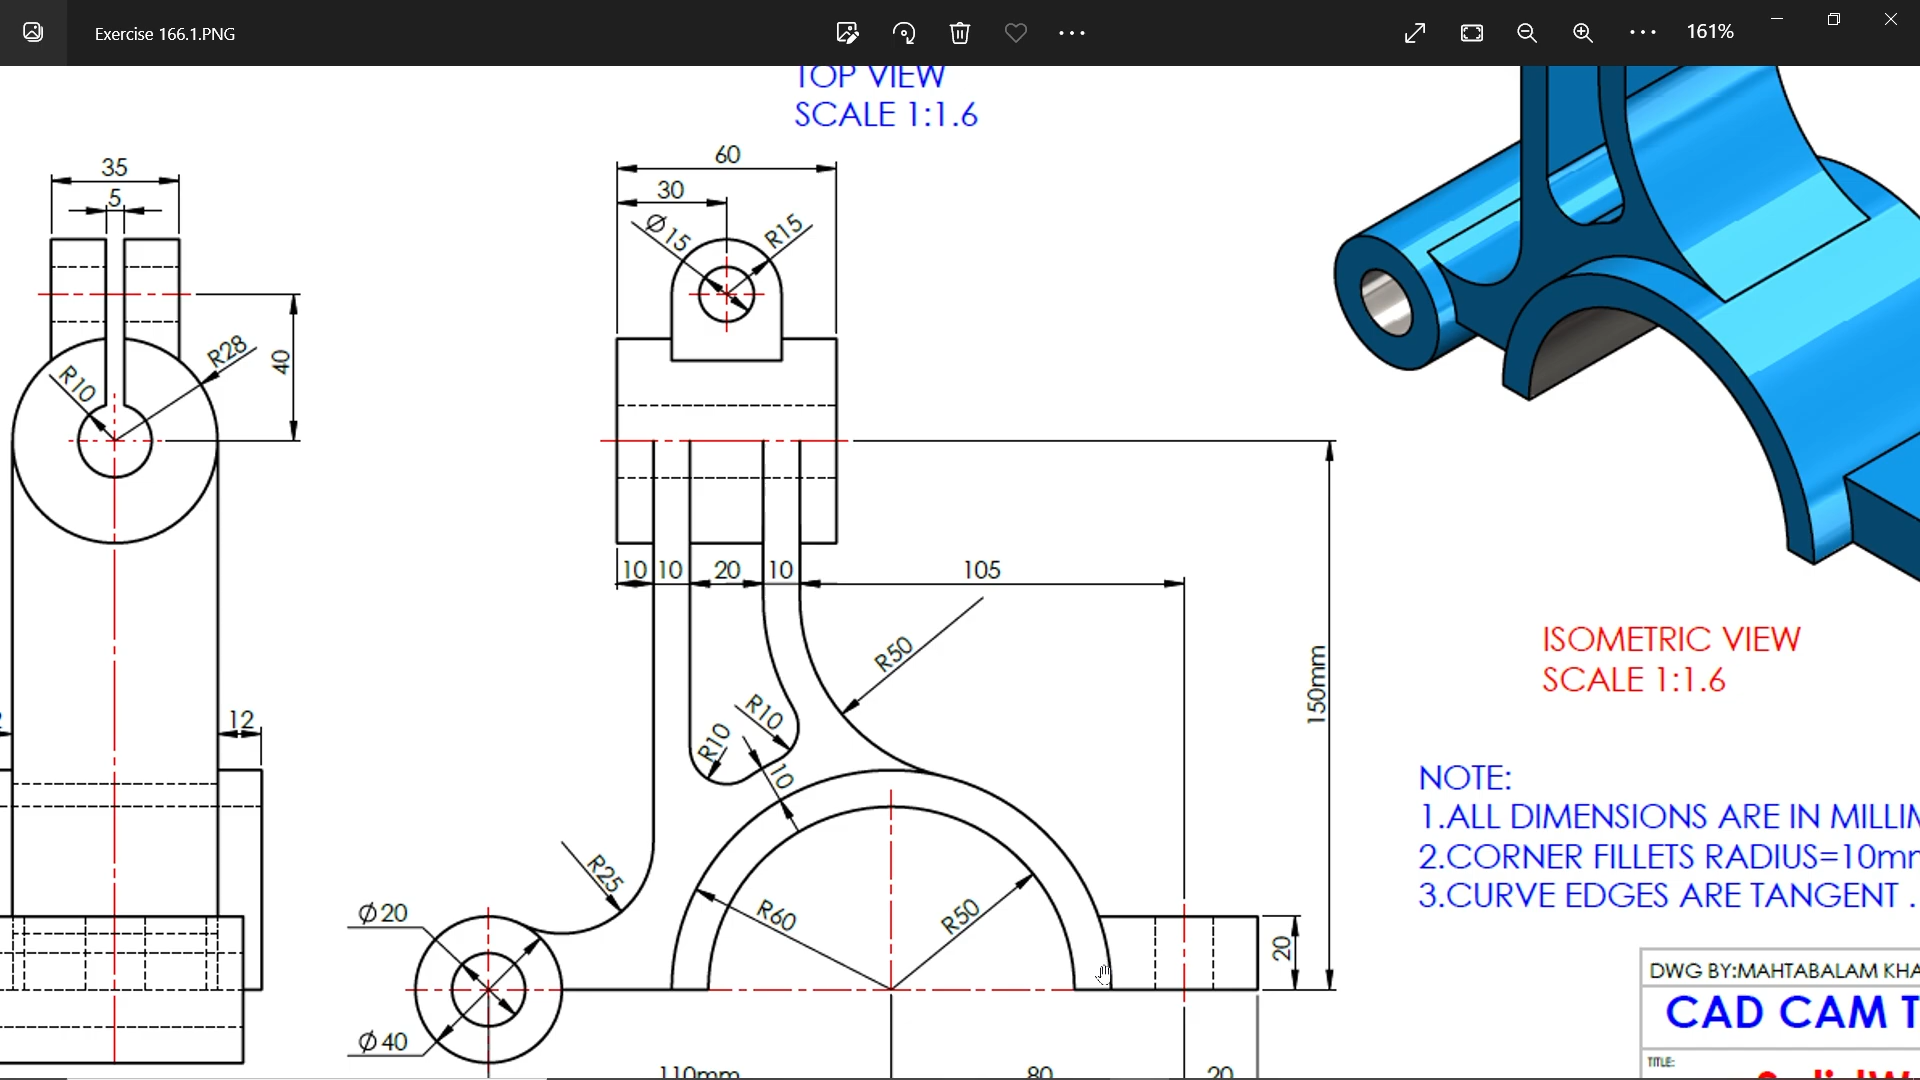 Exercise 166.1.PNG
161%
TOP VIEW
SCALE 1:1.6
60
35
30
5
Ø15
R15
R28
40
R10
10
10
20
10
105
R50
150mm
ISOMETRIC VIEW
SCALE 1:1.6
R10
12
R10
10
NOTE:
1.ALL DIMENSIONS ARE IN
2.CORNER FILLETS RADIUS=10m
3.CURVE EDGES ARE TANGENT .
R25
Ø20
R60
R50
20
DWG BY:MAHTABALAM KHA
CAD CAM T
Ø40
TITLE:
110mm
80
20